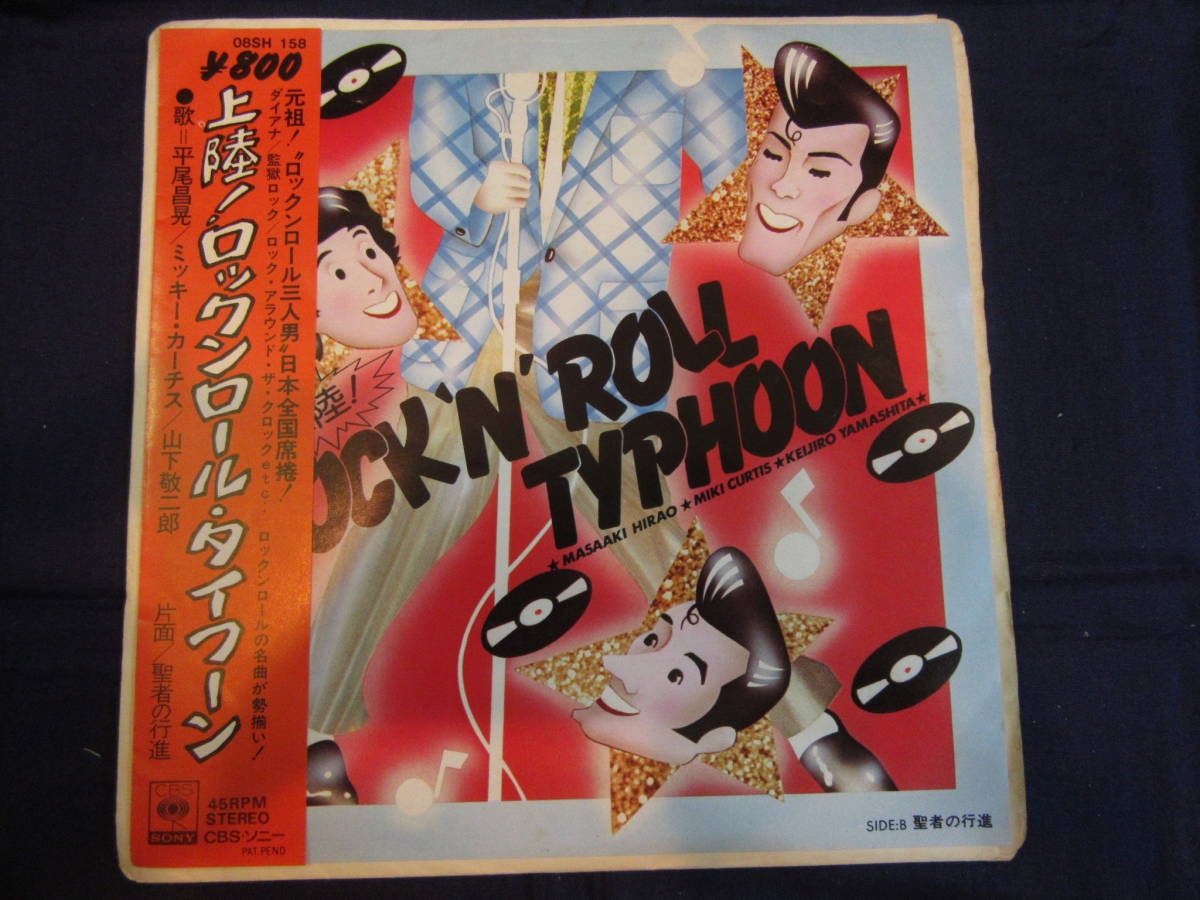 08SH 158
¥800
元祖!〝ロックンロール三人男〟日本全国席捲!
ダイアナ/監獄ロック/ロック・アラウンド・ザ・クロックetc. ロックンロールの名曲が勢揃い!
上陸!ロックンロール・タイフーン
●歌=平尾昌晃/ミッキー・カーチス/山下敬二郎
片面/聖者の行進
CBS
SONY
45RPM
STEREO
CBS・ソニー
PAT.PEND
陸!
OCK'N'ROLL
TYPHOON
★MASAAKI HIRAO★MIKI CURTIS★KEIJIRO YAMASHITA★
SIDE:B 聖者の行進